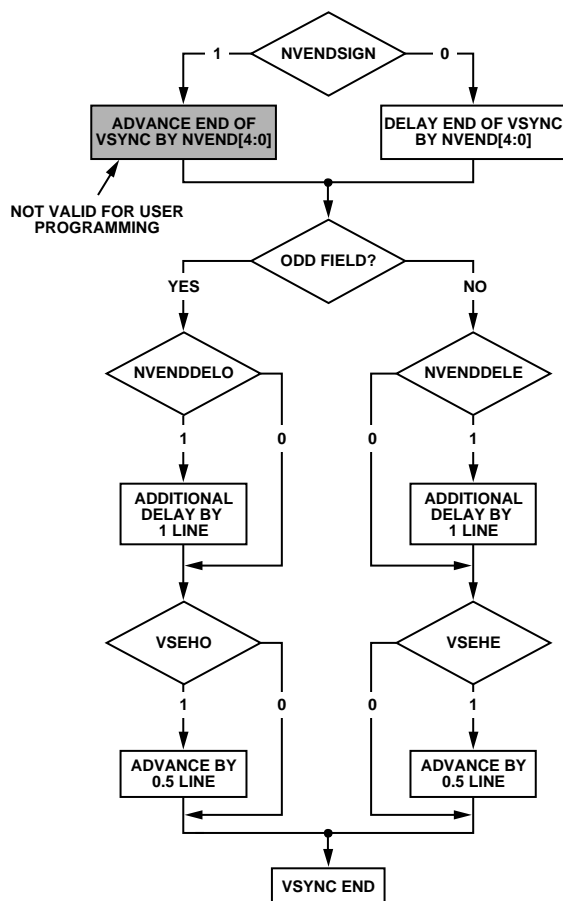 NVENDSIGN
1
0
ADVANCE END OF
VSYNC BY NVEND[4:0]
DELAY END OF VSYNC
BY NVEND[4:0]
NOT VALID FOR USER
PROGRAMMING
ODD FIELD?
YES
NO
NVENDDELO
NVENDDELE
1
0
0
1
ADDITIONAL
DELAY BY
1 LINE
ADDITIONAL
DELAY BY
1 LINE
VSEHO
VSEHE
1
0
0
1
ADVANCE BY
0.5 LINE
ADVANCE BY
0.5 LINE
VSYNC END